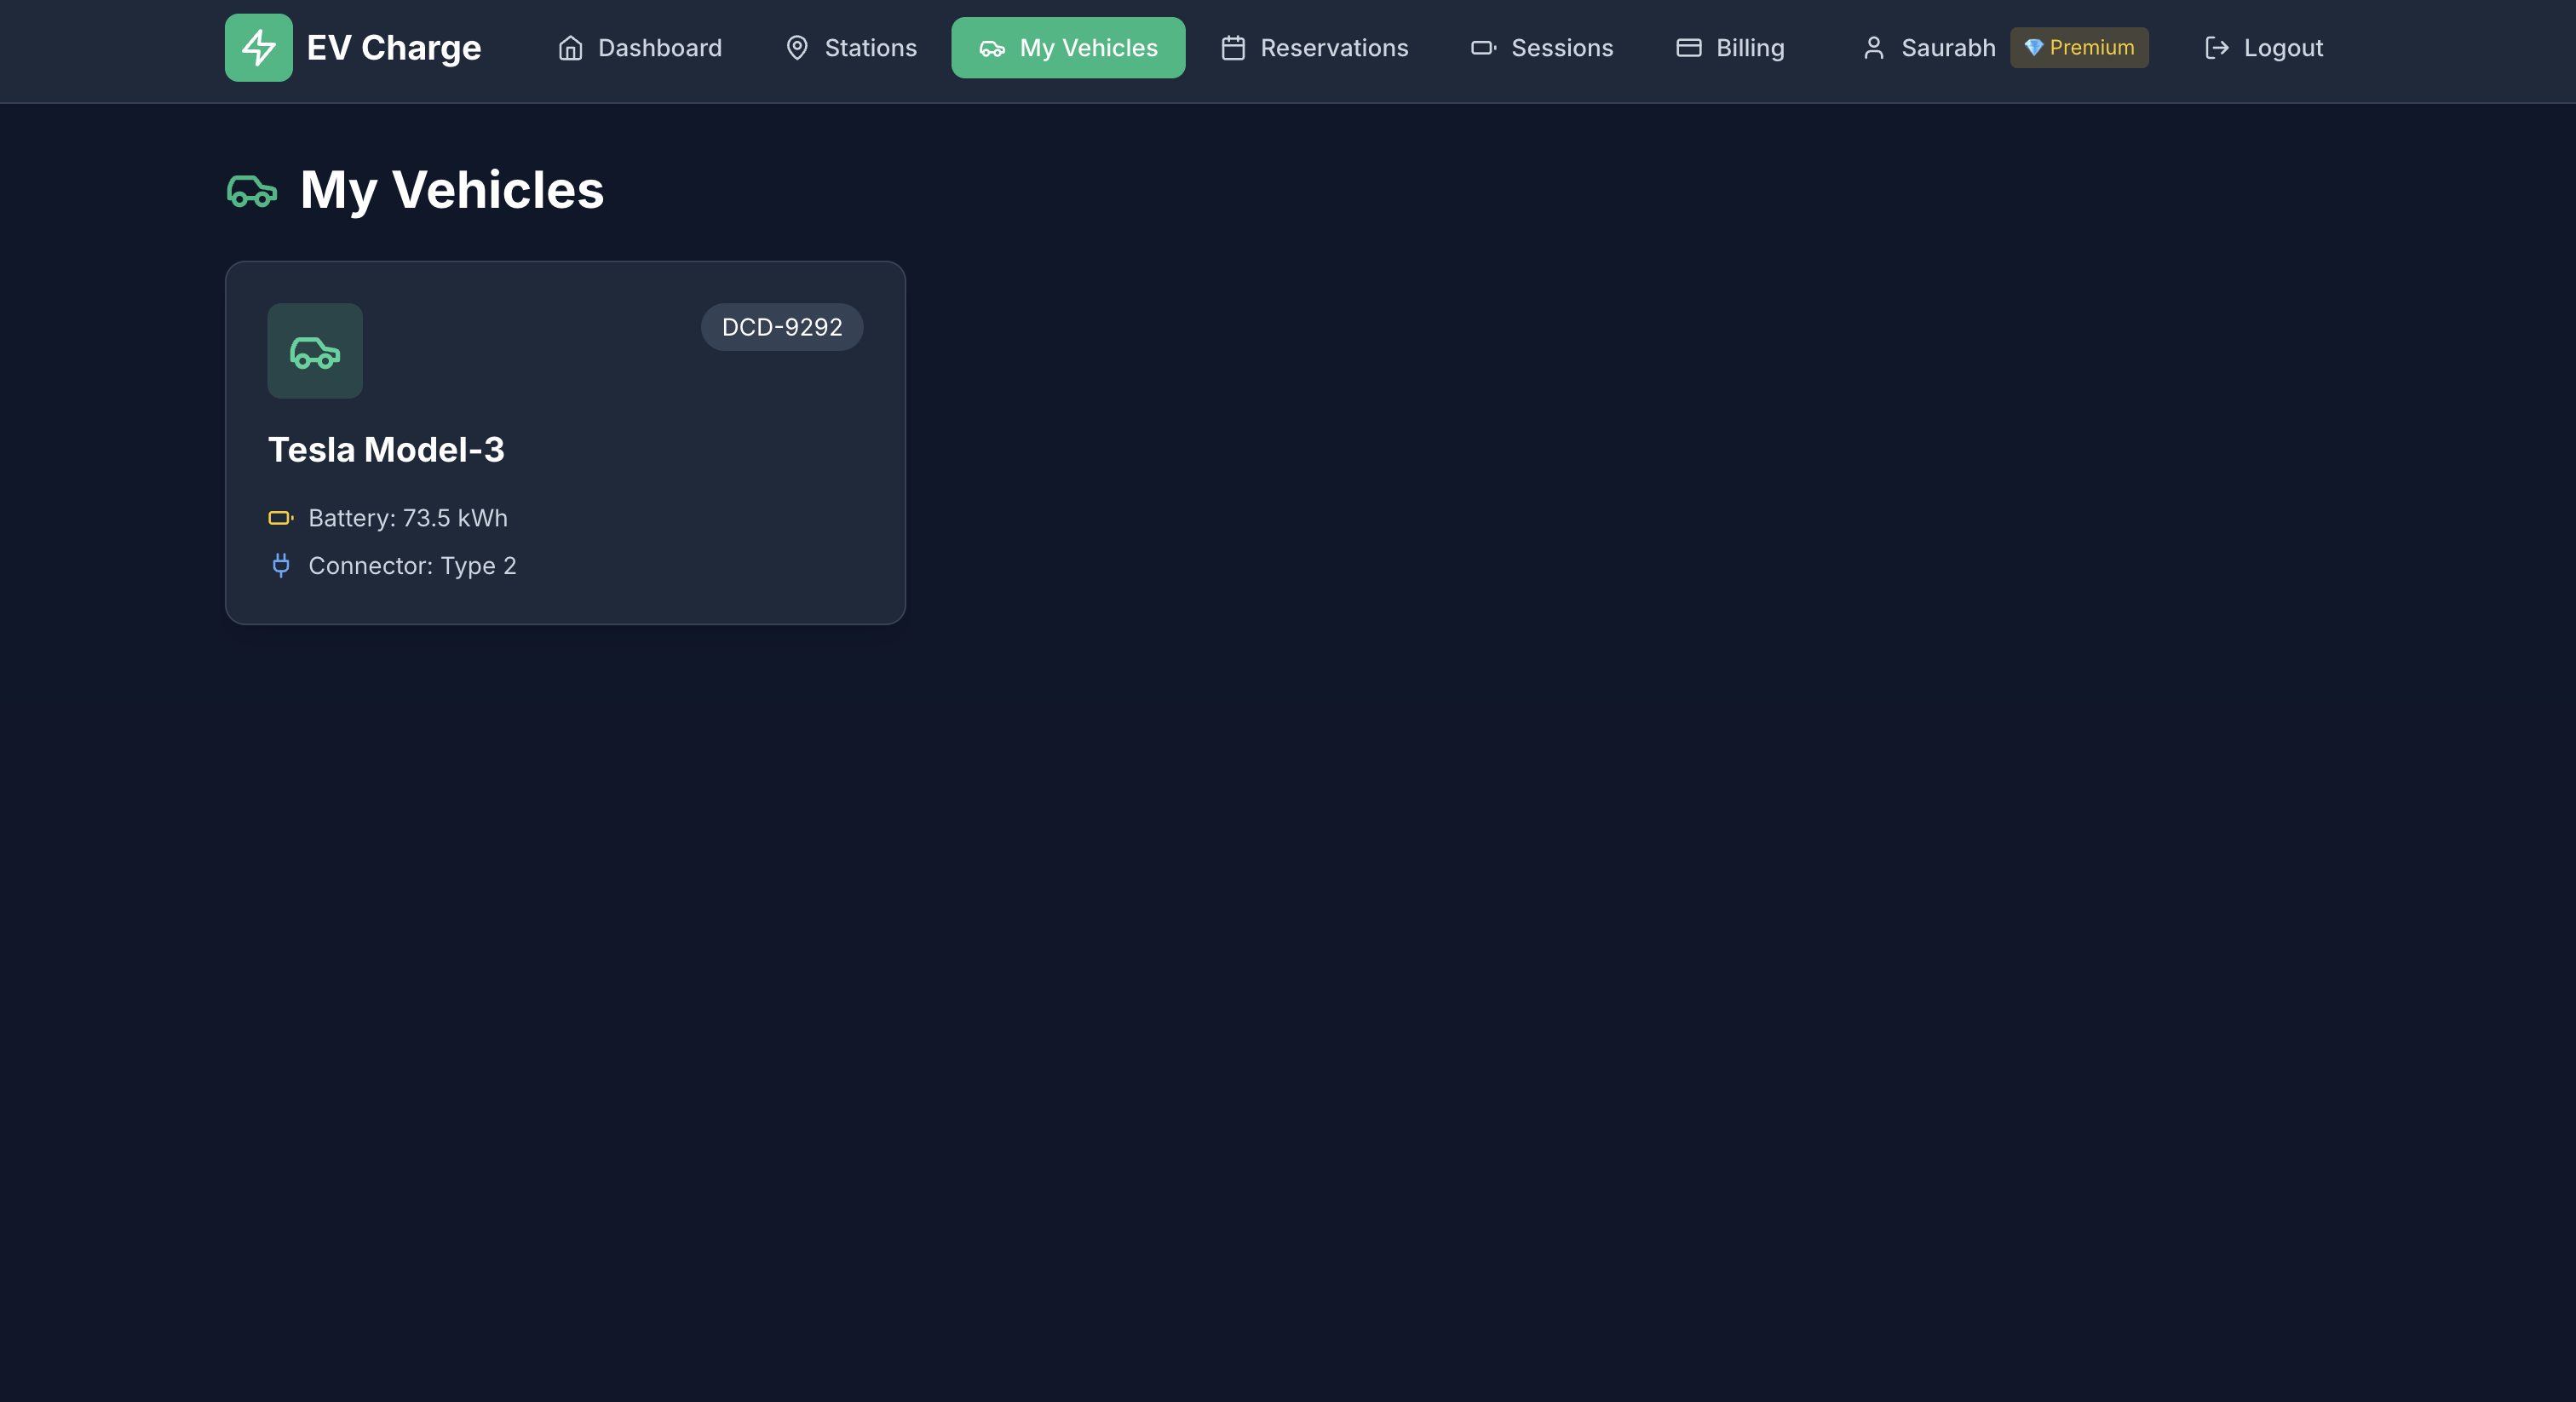 EV Charge Dashboard Stations My Vehicles Reservations Sessions Billing Saurabh 💎 Premium Logout
My Vehicles
DCD-9292
Tesla Model-3
Battery: 73.5 kWh
Connector: Type 2